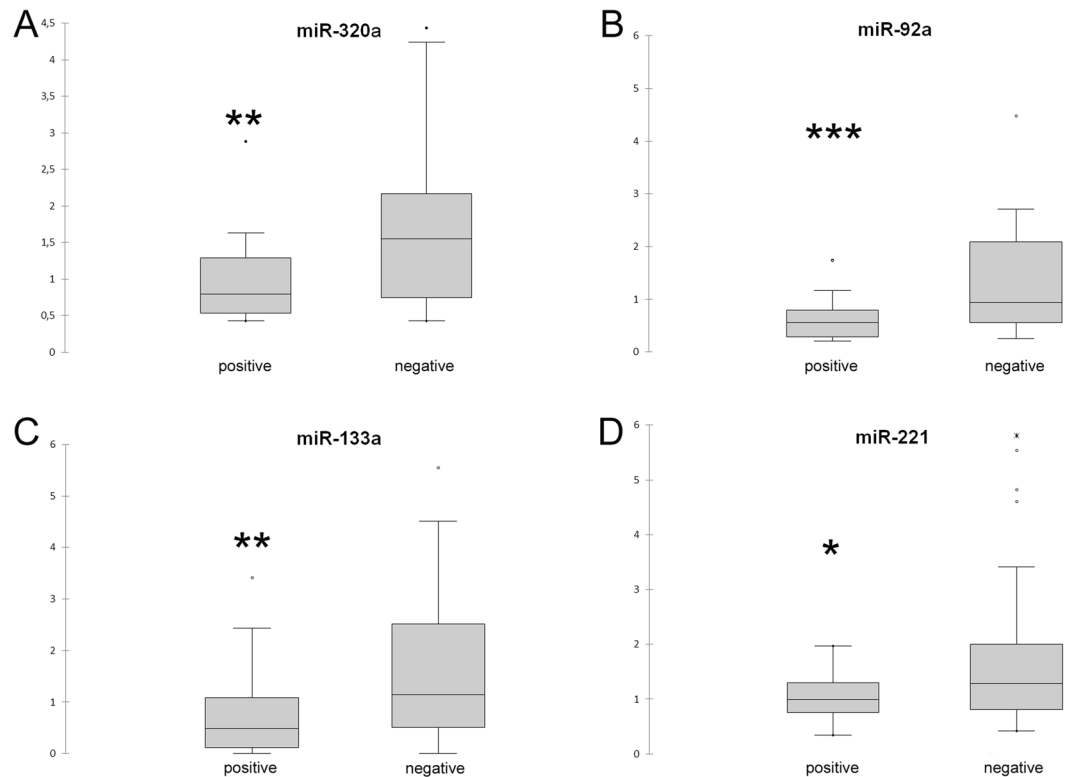 A
miR-320a
4,5
4
3,5
3
2,5
2
1,5
1
0,5
0
**
positive
negative
B
miR-92a
6
5
4
3
2
1
0
***
positive
negative
C
miR-133a
6
5
4
3
2
1
0
**
positive
negative
D
miR-221
6
5
4
3
2
1
0
*
positive
negative